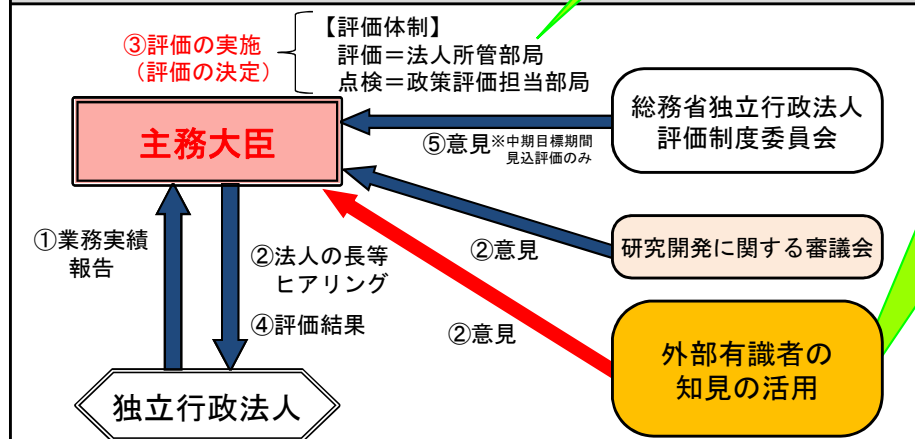 ③評価の実施
（評価の決定）
【評価体制】
評価＝法人所管部局
点検＝政策評価担当部局
主務大臣
総務省独立行政法人
評価制度委員会
⑤意見※中期目標期間
見込評価のみ
①業務実績
報告
②法人の長等
ヒアリング
④評価結果
②意見
研究開発に関する審議会
②意見
外部有識者の
知見の活用
独立行政法人